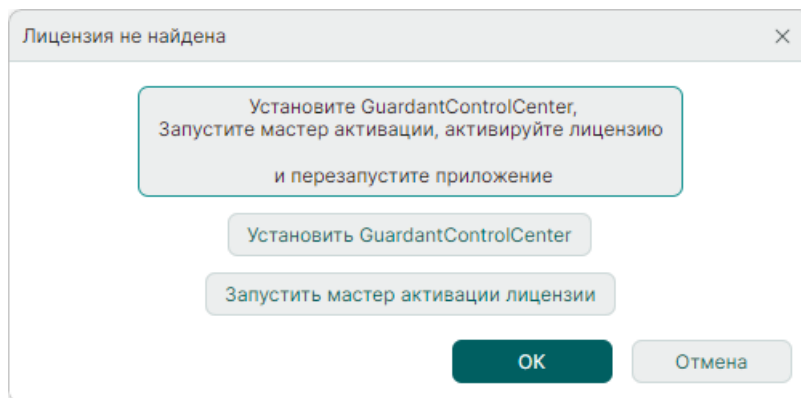 Лицензия не найдена
Установите GuardantControlCenter,
Запустите мастер активации, активируйте лицензию
и перезапустите приложение
Установить GuardantControlCenter
Запустить мастер активации лицензии
ОК
Отмена